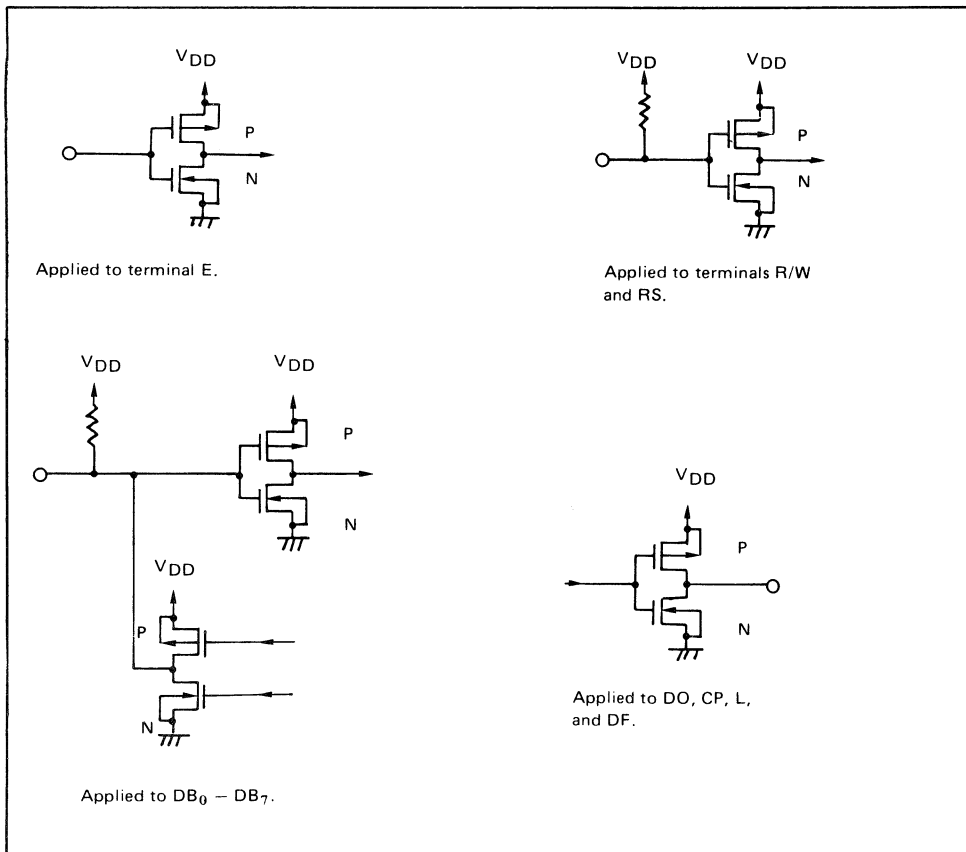 VDD
P
N
Applied to terminal E.
VDD VDD
P
N
Applied to terminals R/W
and RS.
VDD VDD
P
N
VDD
P
N
Applied to DB0 – DB7.
VDD
P
N
Applied to DO, CP, L,
and DF.